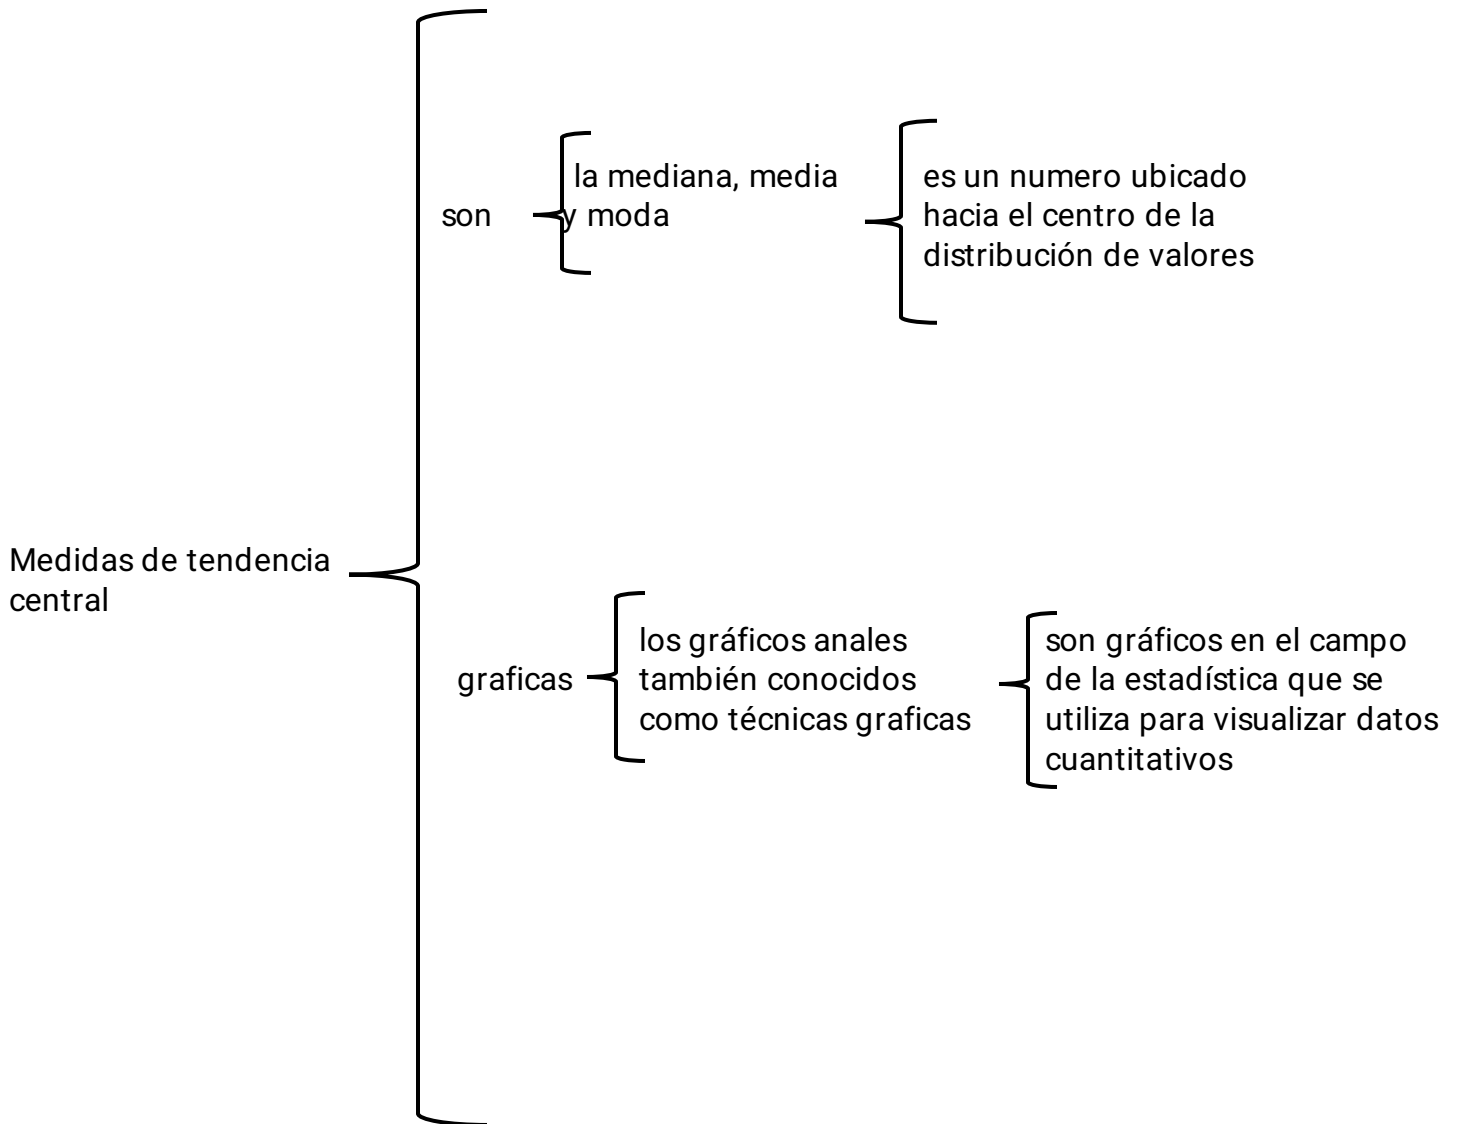 Medidas de tendencia
central
son
la mediana, media
y moda
es un numero ubicado
hacia el centro de la
distribución de valores
graficas
los gráficos anales
también conocidos
como técnicas graficas
son gráficos en el campo
de la estadística que se
utiliza para visualizar datos
cuantitativos